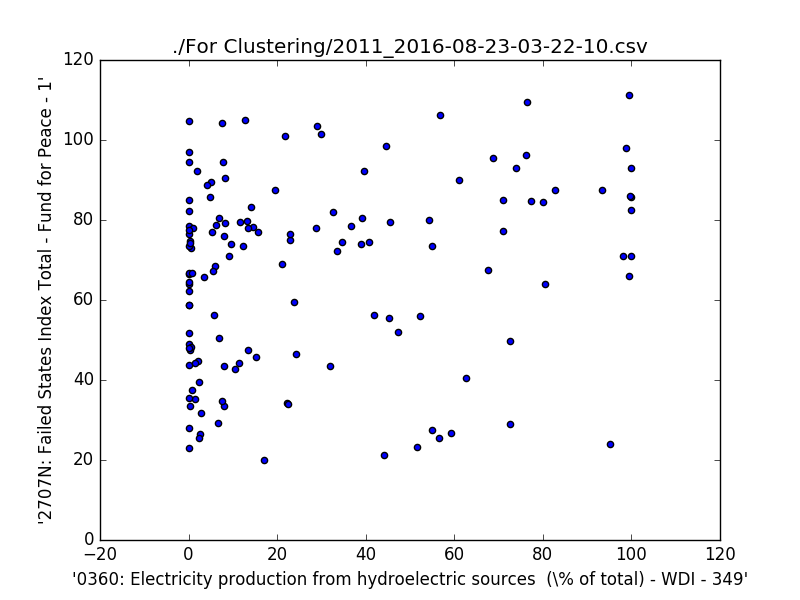 ./For Clustering/2011_2016-08-23-03-22-10.csv
120
100
80
60
40
20
0
'2707N: Failed States Index Total - Fund for Peace - 1'
−20 0 20 40 60 80 100 120
'0360: Electricity production from hydroelectric sources  (\% of total) - WDI - 349'